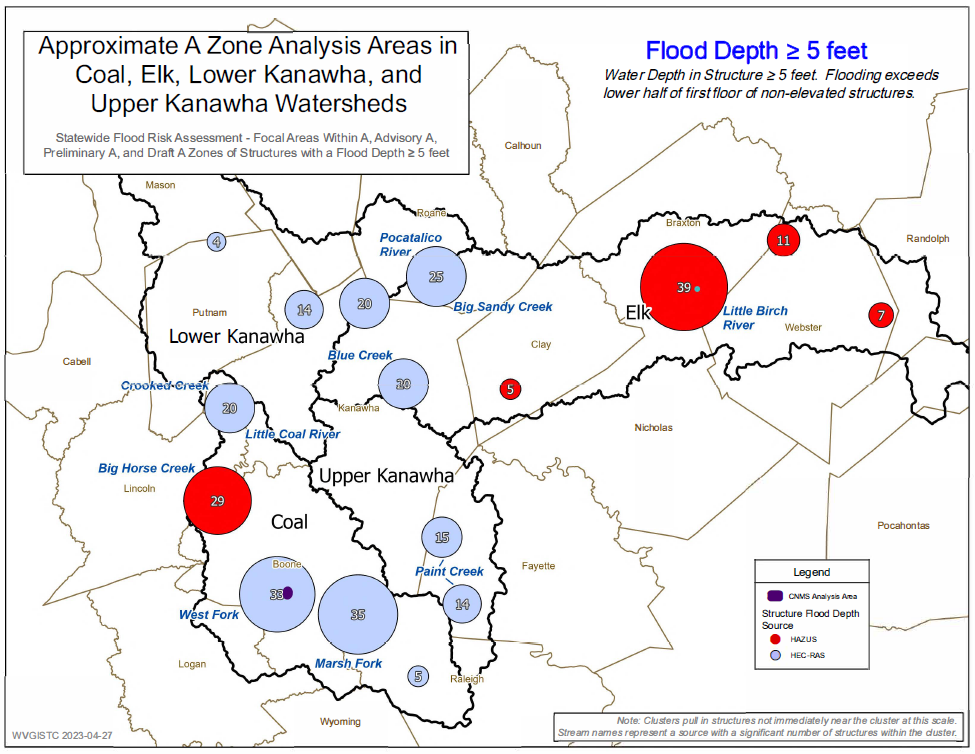 Approximate A Zone Analysis Areas in
Coal, Elk, Lower Kanawha, and
Upper Kanawha Watersheds
Statewide Flood Risk Assessment - Focal Areas Within A, Advisory A,
Preliminary A, and Draft A Zones of Structures with a Flood Depth ≥ 5 feet
Flood Depth ≥ 5 feet
Water Depth in Structure ≥ 5 feet. Flooding exceeds
lower half of first floor of non-elevated structures.
Calhoun
Mason
Roane
Braxton
Randolph
4
Pocatalico
River
11
25
39
20
14
Big Sandy Creek
Putnam
Elk
Little Birch
River
7
Webster
Lower Kanawha
Clay
Cabell
Blue Creek
Crooked Creek
20
5
20
Kanawha
Nicholas
Little Coal River
Big Horse Creek
Upper Kanawha
Lincoln
29
Coal
Pocahontas
15
Boone
Paint Creek
Fayette
33
14
West Fork
35
Marsh Fork
Logan
5
Raleigh
Wyoming
Legend
CNMS Analysis Area
Structure Flood Depth
Source
HAZUS
HEC-RAS
WVGISTC 2023-04-27
Note: Clusters pull in structures not immediately near the cluster at this scale.
Stream names represent a source with a significant number of structures within the cluster.